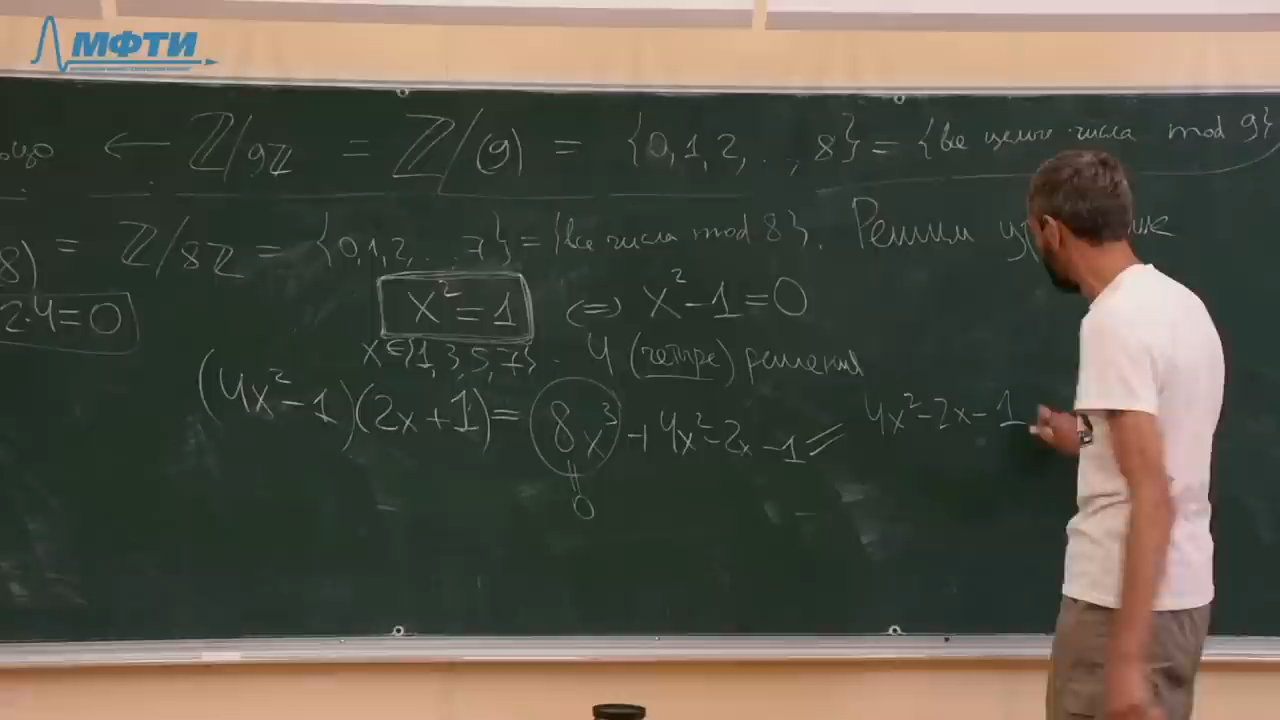 МФТИ
← ℤ/9ℤ = ℤ/(9) = {0,1,2,..,8} = {все целые числа mod 9}
8) = ℤ/8ℤ = {0,1,2,...7} = {все числа mod 8}. Решим
2·4=0
x²=1 ⇔ x²-1=0
x∈{1,3,5,7}. 4 (четыре) решения
(4x²-1)(2x+1)= 8x³+4x²-2x-1= 4x²-2x-1
0